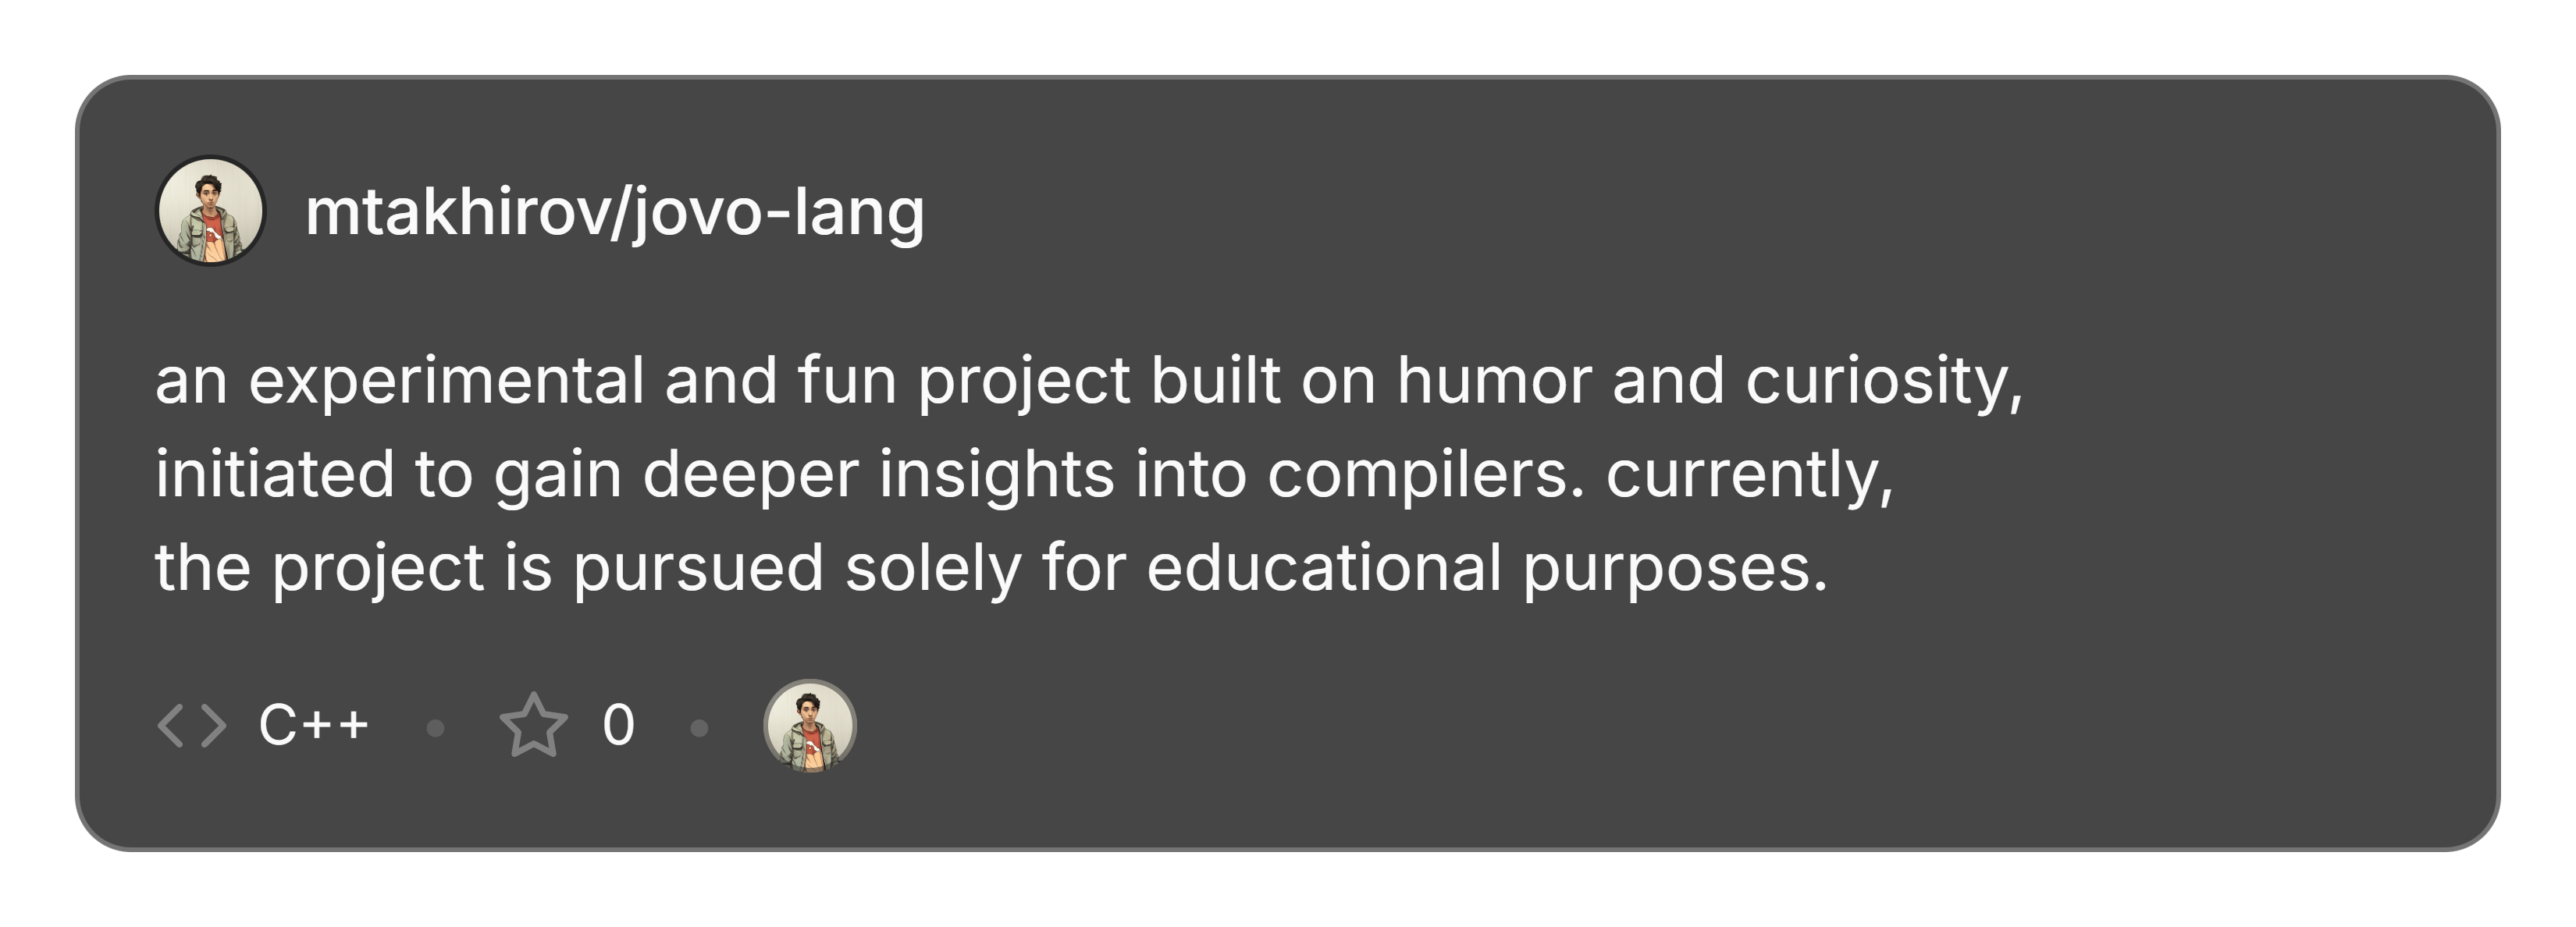 mtakhirov/jovo-lang
an experimental and fun project built on humor and curiosity,
initiated to gain deeper insights into compilers. currently,
the project is pursued solely for educational purposes.
C++ • 0 •